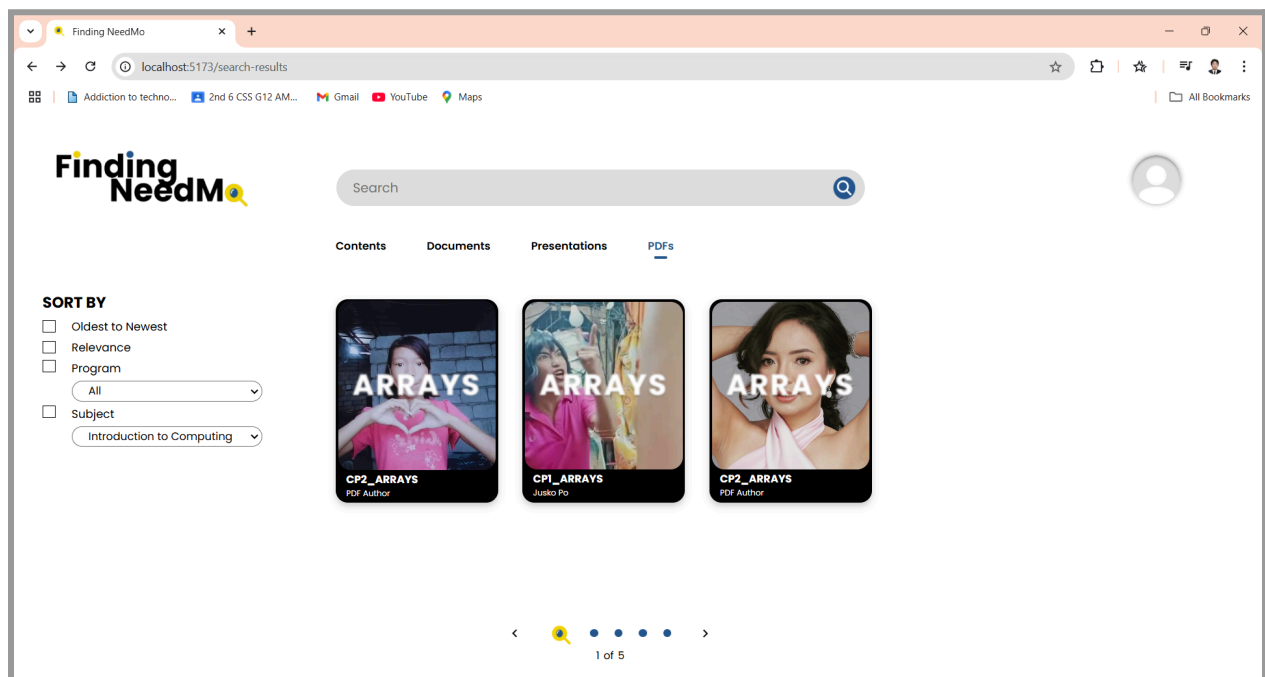 Finding NeedMo
localhost:5173/search-results
Addiction to techno...
2nd 6 CSS G12 AM...
Gmail
YouTube
Maps
All Bookmarks
Finding
NeedMo
Search
Contents
Documents
Presentations
PDFs
SORT BY
Oldest to Newest
Relevance
Program
All
Subject
Introduction to Computing
ARRAYS
CP2_ARRAYS
PDF Author
ARRAYS
CP1_ARRAYS
Jusko Po
ARRAYS
CP2_ARRAYS
PDF Author
1 of 5